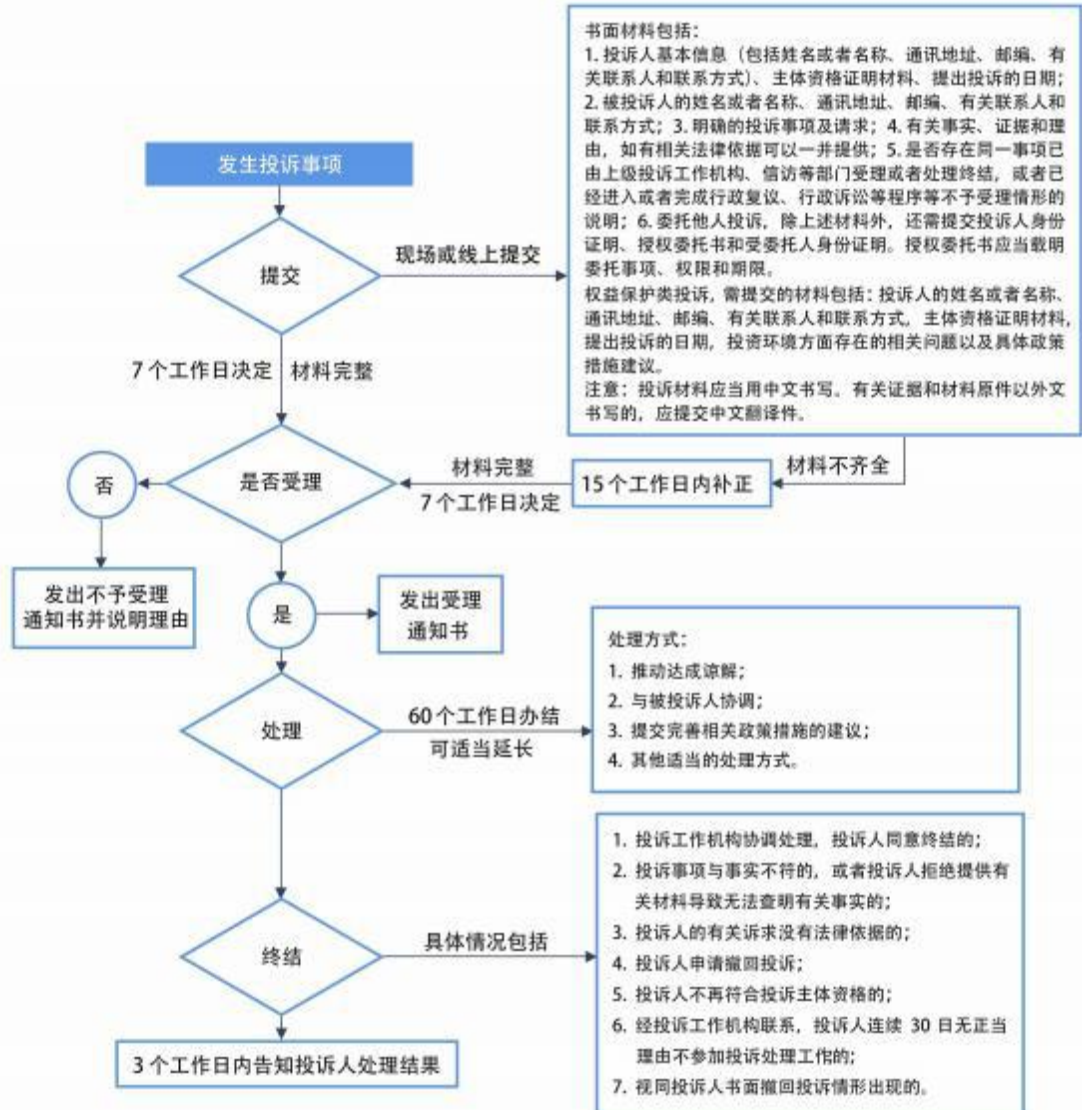 书面材料包括：
1. 投诉人基本信息（包括姓名或者名称、通讯地址、邮编、有
关联系人和联系方式）、主体资格证明材料、提出投诉的日期；
2. 被投诉人的姓名或者名称、通讯地址、邮编、有关联系人和
联系方式；3. 明确的投诉事项及请求；4. 有关事实、证据和理
由，如有相关法律依据可以一并提供；5. 是否存在同一事项已
由上级投诉工作机构、信访等部门受理或者处理终结，或者已
经进入或者完成行政复议、行政诉讼等程序等不予受理情形的
说明；6. 委托他人投诉，除上述材料外，还需提交投诉人身份
证明、授权委托书和受委托人身份证明。授权委托书应当载明
委托事项、权限和期限。
权益保护类投诉，需提交的材料包括：投诉人的姓名或者名称、
通讯地址、邮编、有关联系人和联系方式，主体资格证明材料，
提出投诉的日期，投资环境方面存在的相关问题以及具体政策
措施建议。
注意：投诉材料应当用中文书写。有关证据和材料原件以外文
书写的，应提交中文翻译件。
发生投诉事项
提交
现场或线上提交
7 个工作日决定
材料完整
材料不齐全
15 个工作日内补正
材料完整
7 个工作日决定
是否受理
否
发出不予受理
通知书并说明理由
是
发出受理
通知书
处理
60 个工作日办结
可适当延长
处理方式：
1. 推动达成谅解；
2. 与被投诉人协调；
3. 提交完善相关政策措施的建议；
4. 其他适当的处理方式。
终结
具体情况包括
1. 投诉工作机构协调处理，投诉人同意终结的；
2. 投诉事项与事实不符的，或者投诉人拒绝提供有
关材料导致无法查明有关事实的；
3. 投诉人的有关诉求没有法律依据的；
4. 投诉人申请撤回投诉；
5. 投诉人不再符合投诉主体资格的；
6. 经投诉工作机构联系，投诉人连续 30 日无正当
理由不参加投诉处理工作的；
7. 视同投诉人书面撤回投诉情形出现的。
3 个工作日内告知投诉人处理结果